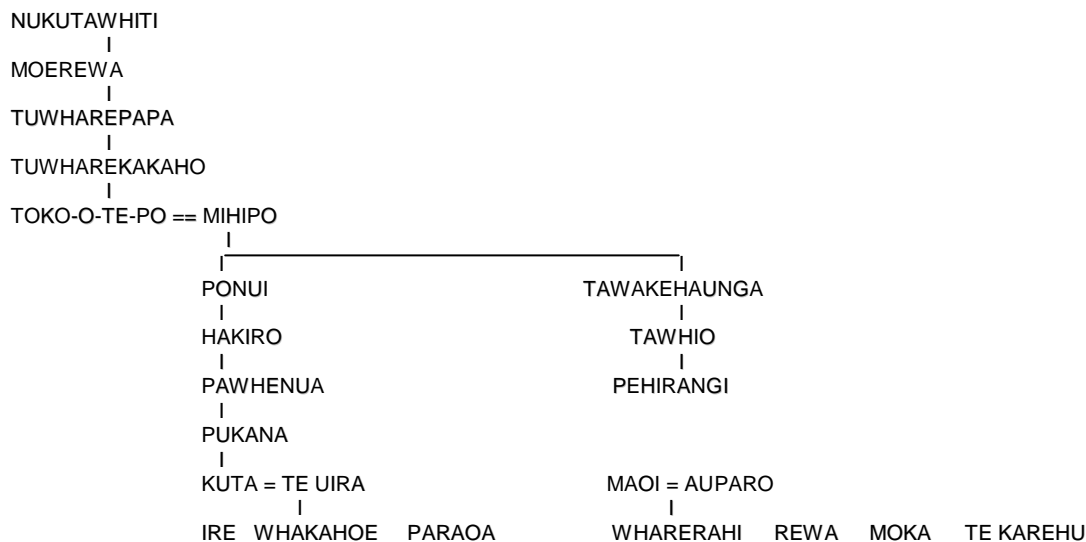 NUKUTAWHITI
MOEREWA
TUWHAREPAPA
TUWHAREKAKAHO
TOKO-O-TE-PO == MIHIPO
PONUI TAWAKEHAUNGA
HAKIRO TAWHIO
PAWHENUA PEHIRANGI
PUKANA
KUTA = TE UIRA MAOI = AUPARO
IRE WHAKAHOE PARAOA WHARERAHI REWA MOKA TE KAREHU